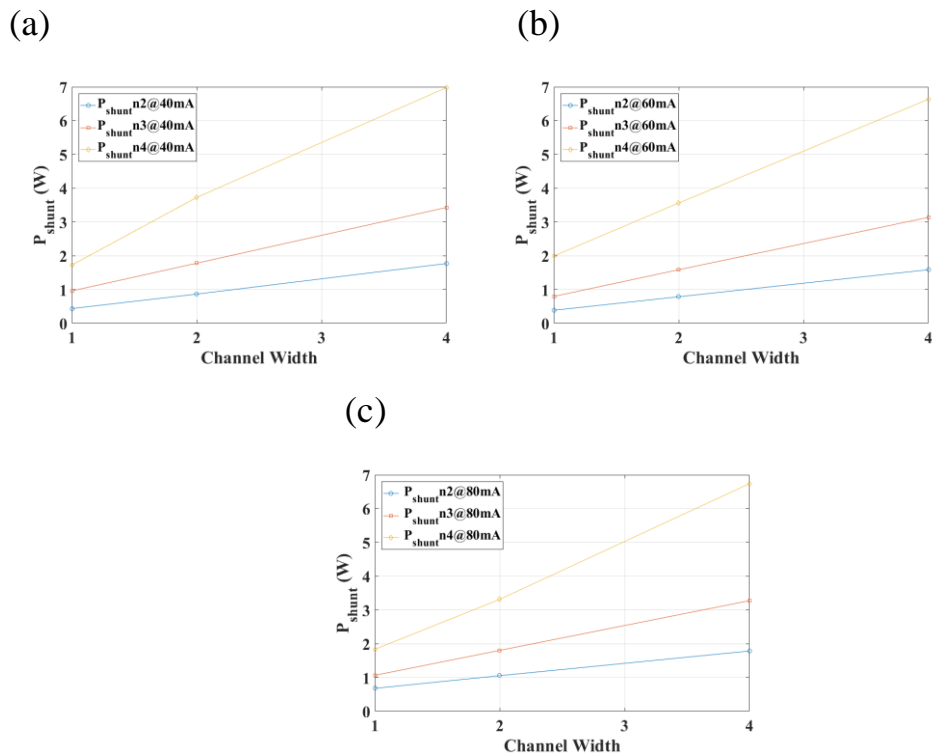 (a)
(b)
P_shunt n2@40mA
P_shunt n3@40mA
P_shunt n4@40mA
P_shunt (W)
7
6
5
4
3
2
1
0
1 2 3 4
Channel Width
P_shunt n2@60mA
P_shunt n3@60mA
P_shunt n4@60mA
P_shunt (W)
7
6
5
4
3
2
1
0
1 2 3 4
Channel Width
(c)
P_shunt n2@80mA
P_shunt n3@80mA
P_shunt n4@80mA
P_shunt (W)
7
6
5
4
3
2
1
0
1 2 3 4
Channel Width